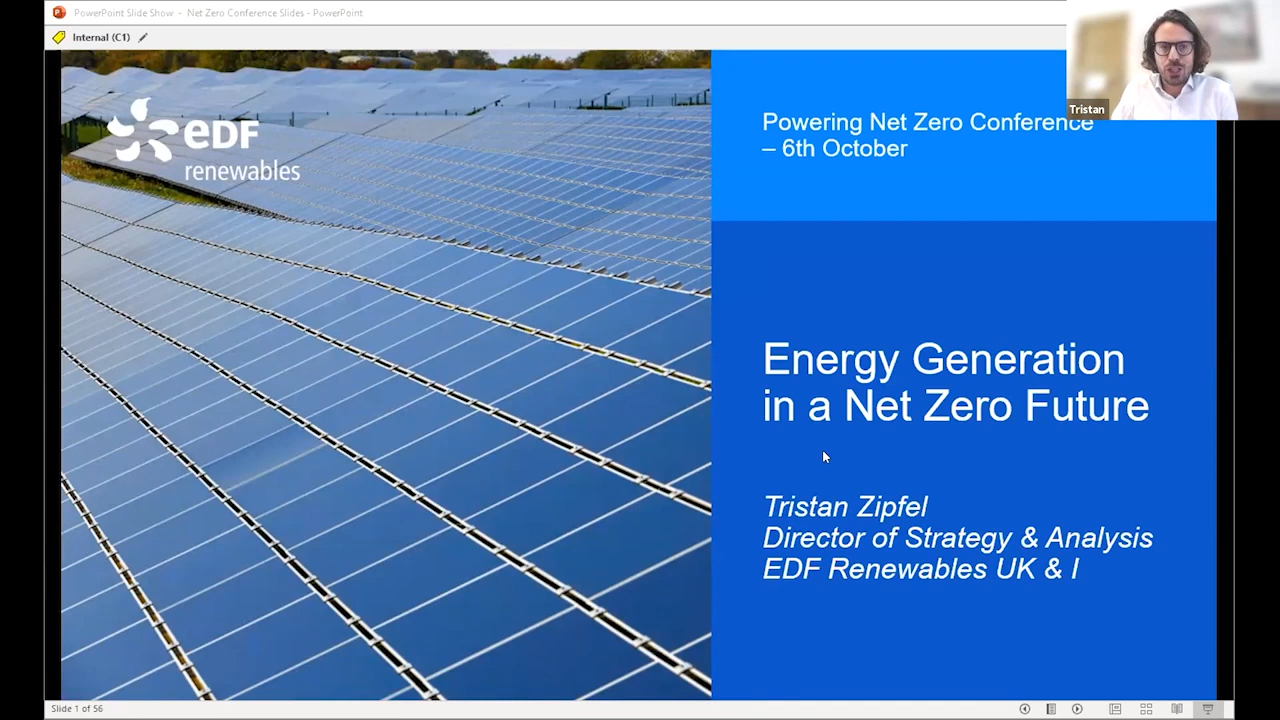 PowerPoint Slide Show - Net Zero Conference Slides - PowerPoint
Internal (C1)
Tristan
eDF
renewables
Powering Net Zero Conference
– 6th October
Energy Generation
in a Net Zero Future
Tristan Zipfel
Director of Strategy & Analysis
EDF Renewables UK & I
Slide 1 of 56